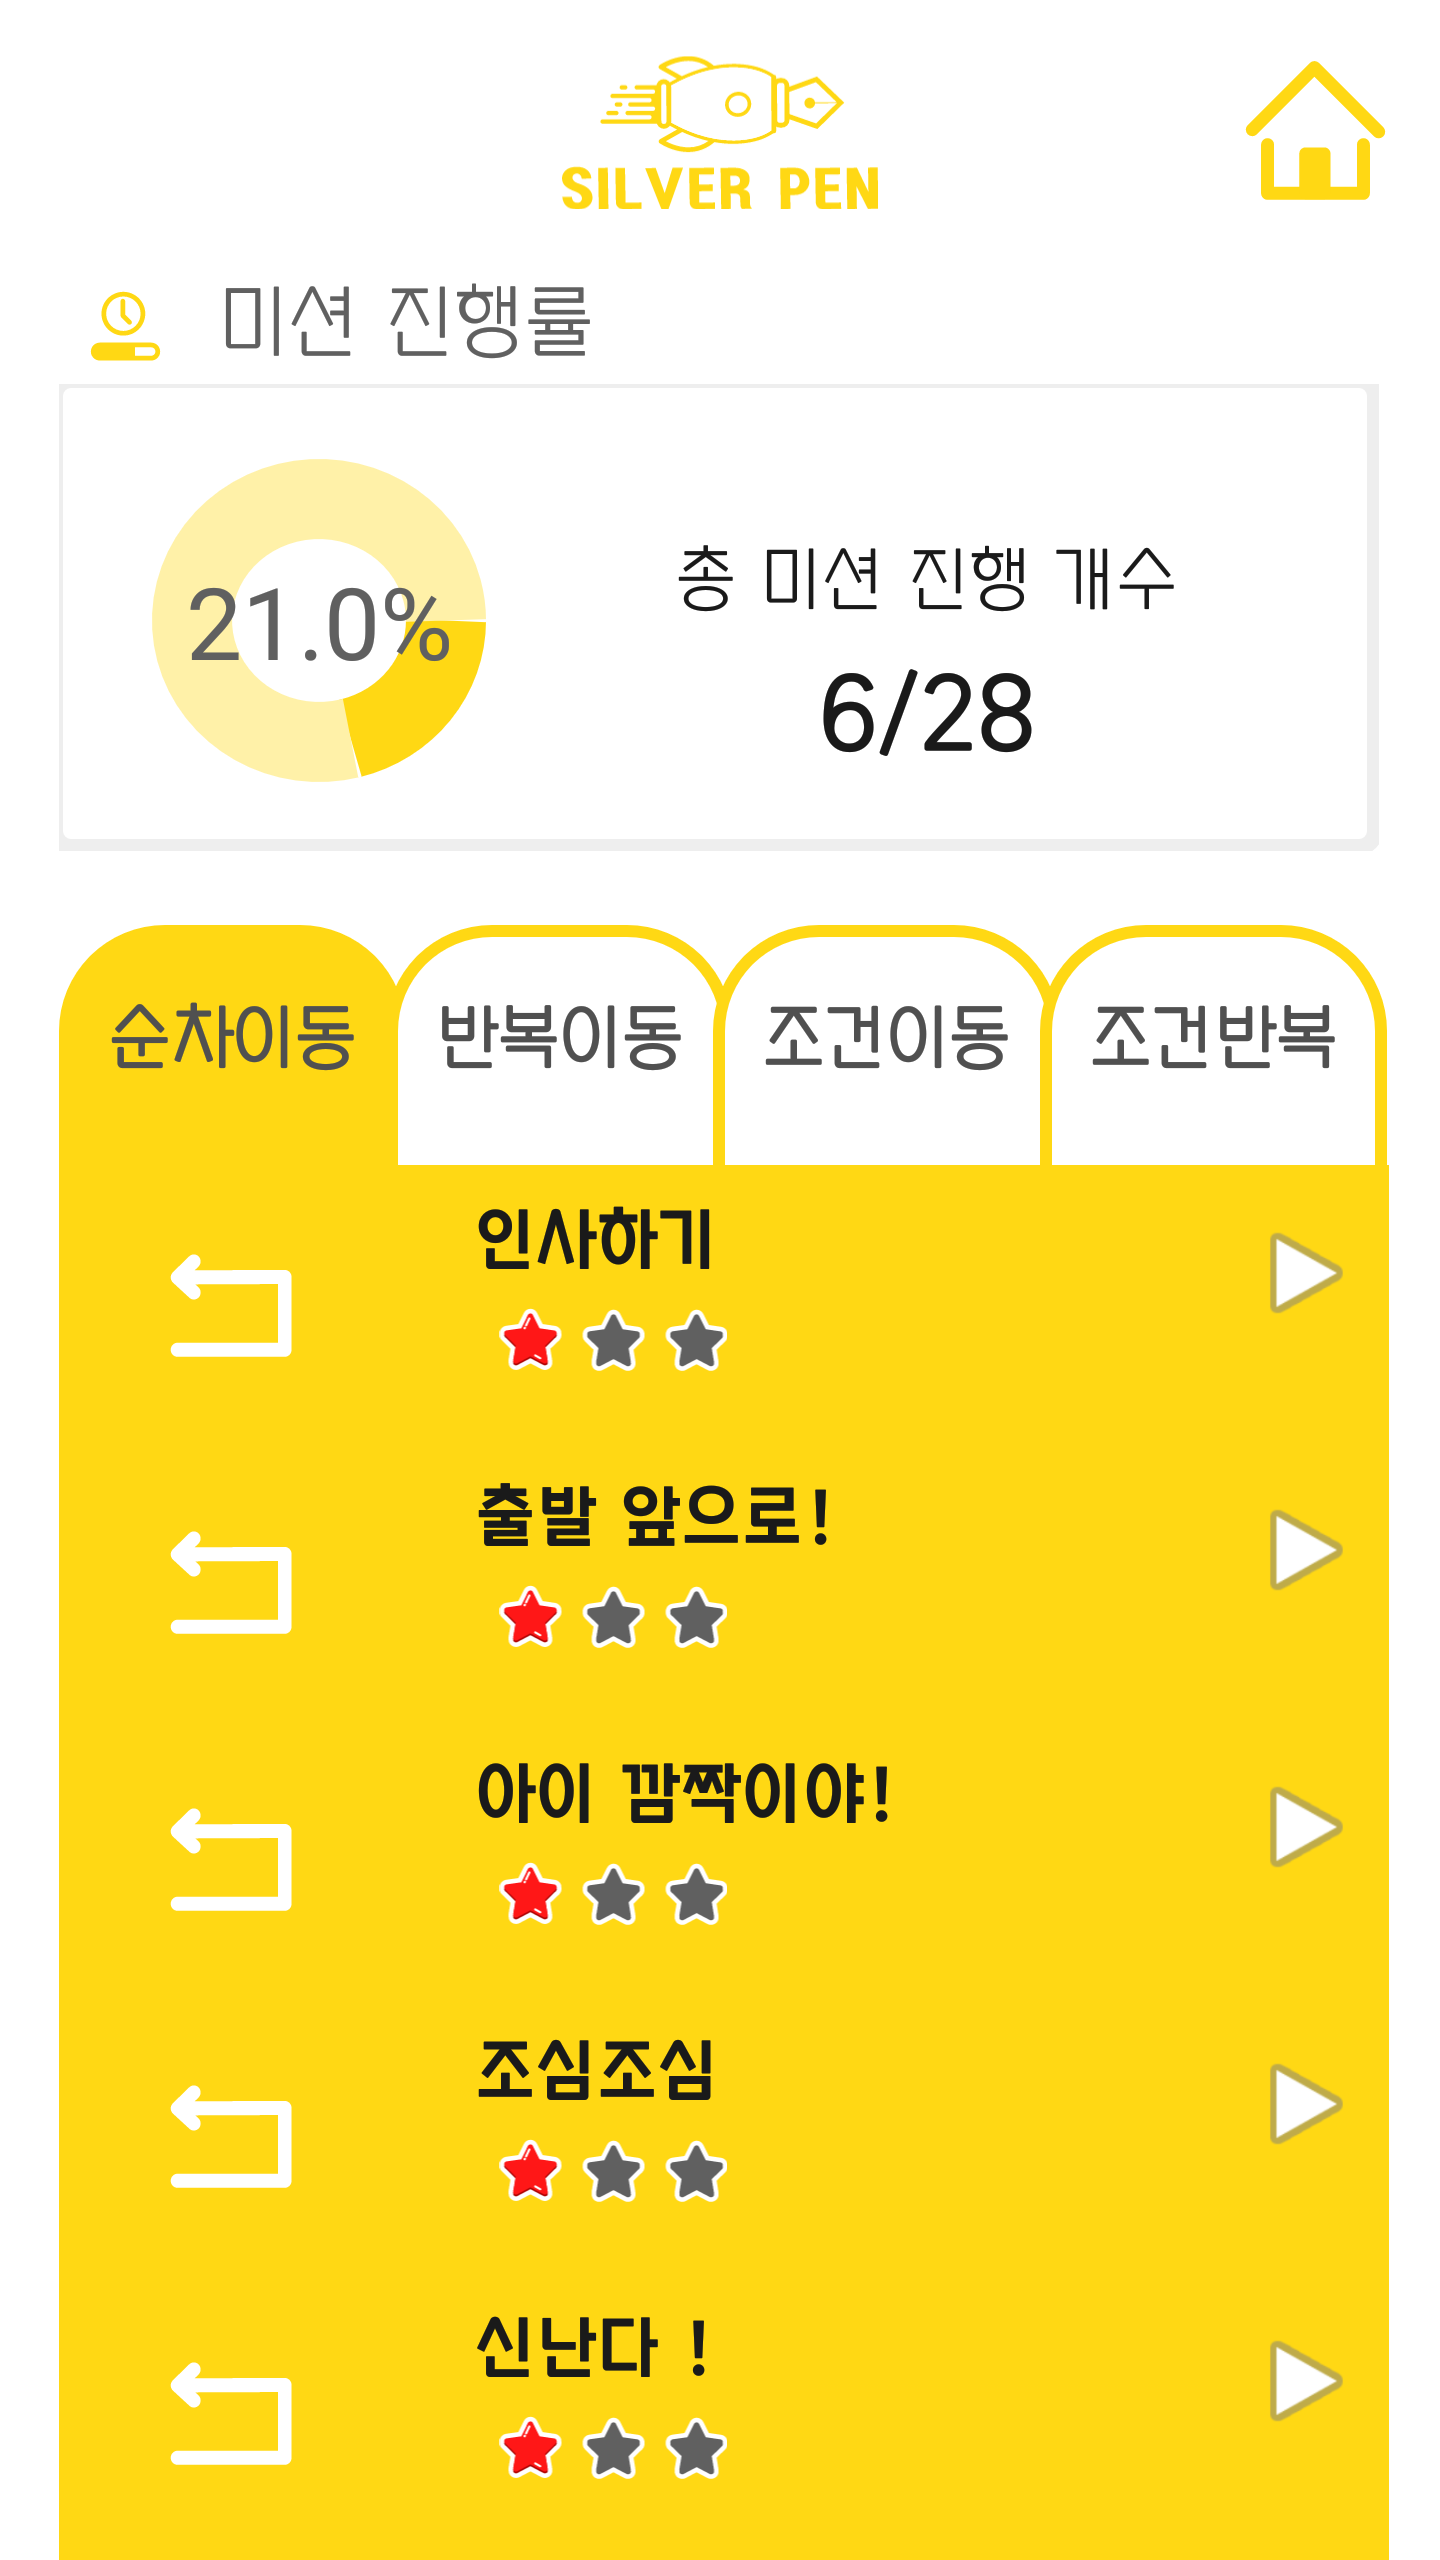 SILVER PEN
미션 진행률
21.0%
총 미션 진행 개수
6/28
순차이동 반복이동 조건이동 조건반복
인사하기
출발 앞으로!
아이 깜짝이야!
조심조심
신난다 !